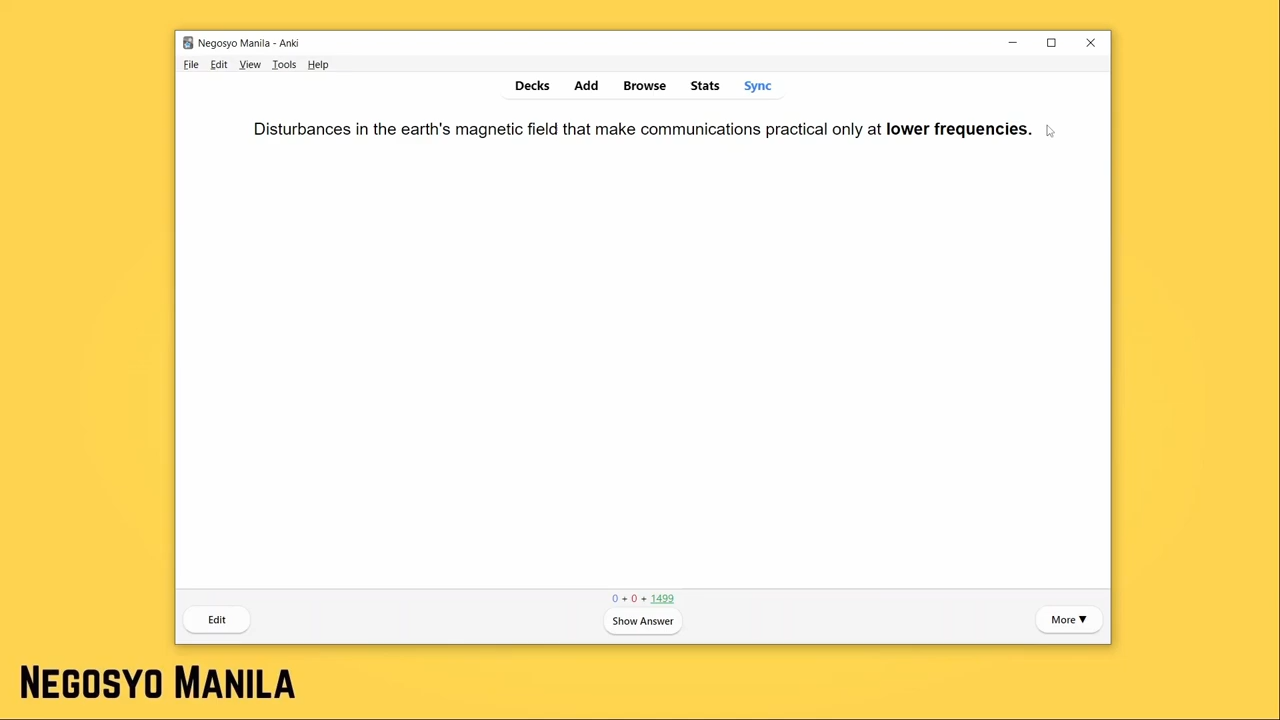 Negosyo Manila - Anki
File Edit View Tools Help
Decks Add Browse Stats Sync
Disturbances in the earth's magnetic field that make communications practical only at lower frequencies.
0 + 0 + 1499
Edit Show Answer More ▼
NEGOSYO MANILA